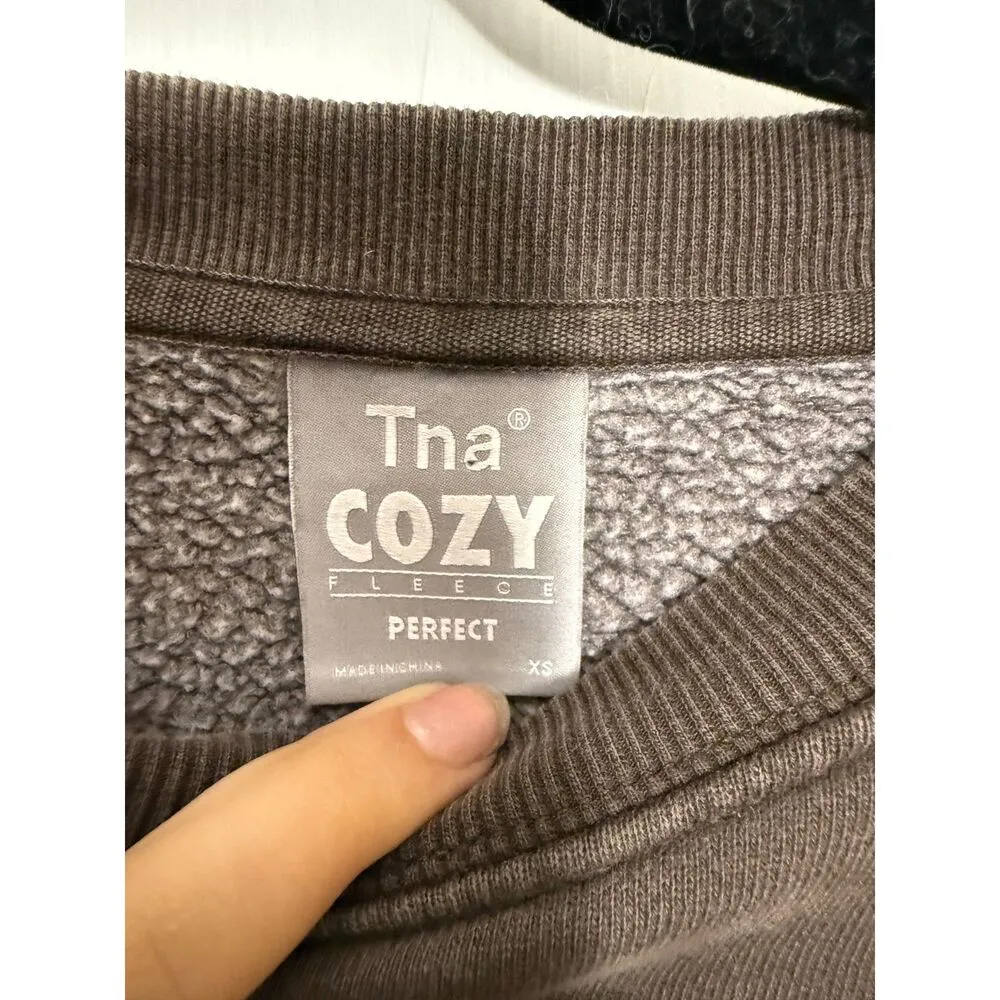 Tna®
COZY
FLEECE
PERFECT
MADE IN CHINA XS